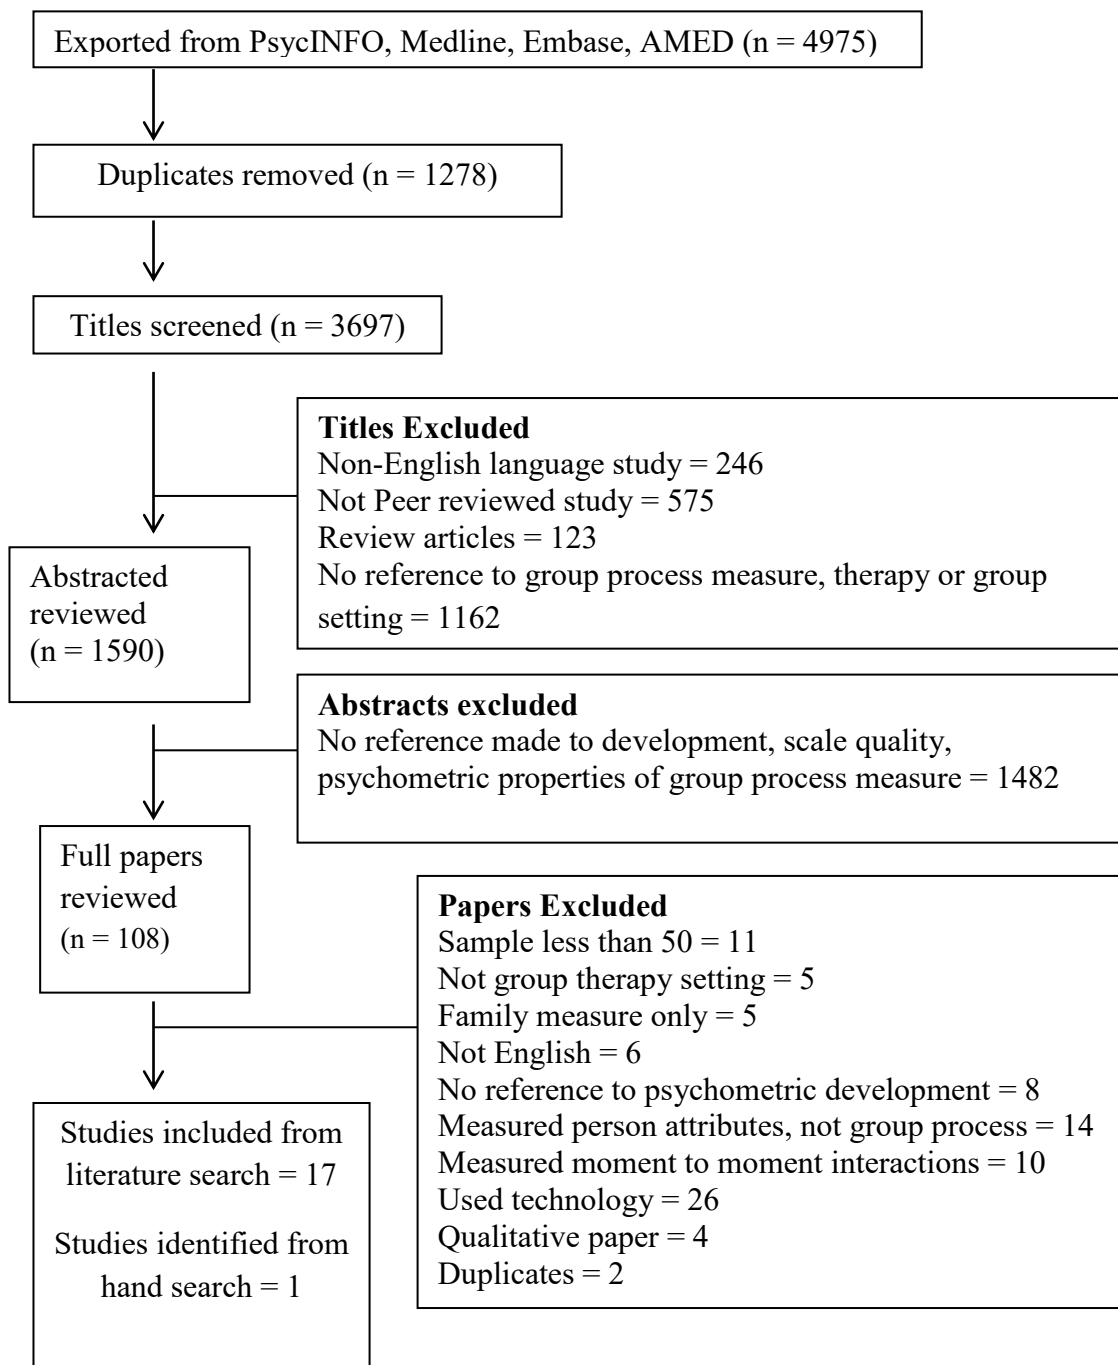 Exported from PsycINFO, Medline, Embase, AMED (n = 4975)
Duplicates removed (n = 1278)
Titles screened (n = 3697)
Titles Excluded
Non-English language study = 246
Not Peer reviewed study = 575
Review articles = 123
No reference to group process measure, therapy or group
setting = 1162
Abstracted
reviewed
(n = 1590)
Abstracts excluded
No reference made to development, scale quality,
psychometric properties of group process measure = 1482
Full papers
reviewed
(n = 108)
Papers Excluded
Sample less than 50 = 11
Not group therapy setting = 5
Family measure only = 5
Not English = 6
No reference to psychometric development = 8
Measured person attributes, not group process = 14
Measured moment to moment interactions = 10
Used technology = 26
Qualitative paper = 4
Duplicates = 2
Studies included from
literature search = 17
Studies identified from
hand search = 1